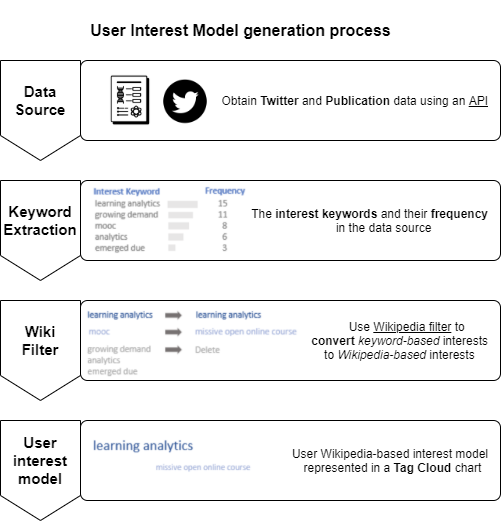 User Interest Model generation process
Data
Source
Obtain Twitter and Publication data using an API
Keyword
Extraction
Interest Keyword Frequency
learning analytics 15
growing demand 11
mooc 8
analytics 6
emerged due 3
The interest keywords and their frequency
in the data source
Wiki
Filter
learning analytics learning analytics
mooc missive open online course
growing demand Delete
analytics
emerged due
Use Wikipedia filter to
convert keyword-based interests
to Wikipedia-based interests
User
interest
model
learning analytics
missive open online course
User Wikipedia-based interest model
represented in a Tag Cloud chart